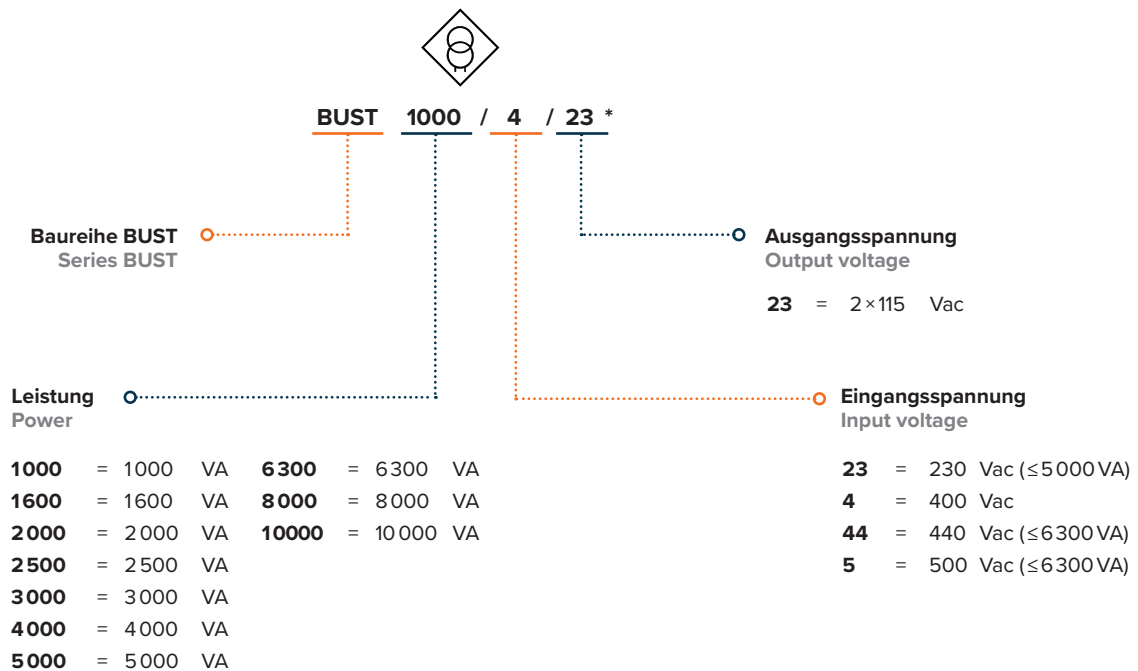 BUST 1000 / 4 / 23 *
Baureihe BUST
Series BUST
Ausgangsspannung
Output voltage
23 = 2×115 Vac
Leistung
Power
Eingangsspannung
Input voltage
1000 = 1000 VA 6300 = 6300 VA
1600 = 1600 VA 8000 = 8000 VA
2000 = 2000 VA 10000 = 10000 VA
2500 = 2500 VA
3000 = 3000 VA
4000 = 4000 VA
5000 = 5000 VA
23 = 230 Vac (≤5000 VA)
4 = 400 Vac
44 = 440 Vac (≤6300 VA)
5 = 500 Vac (≤6300 VA)